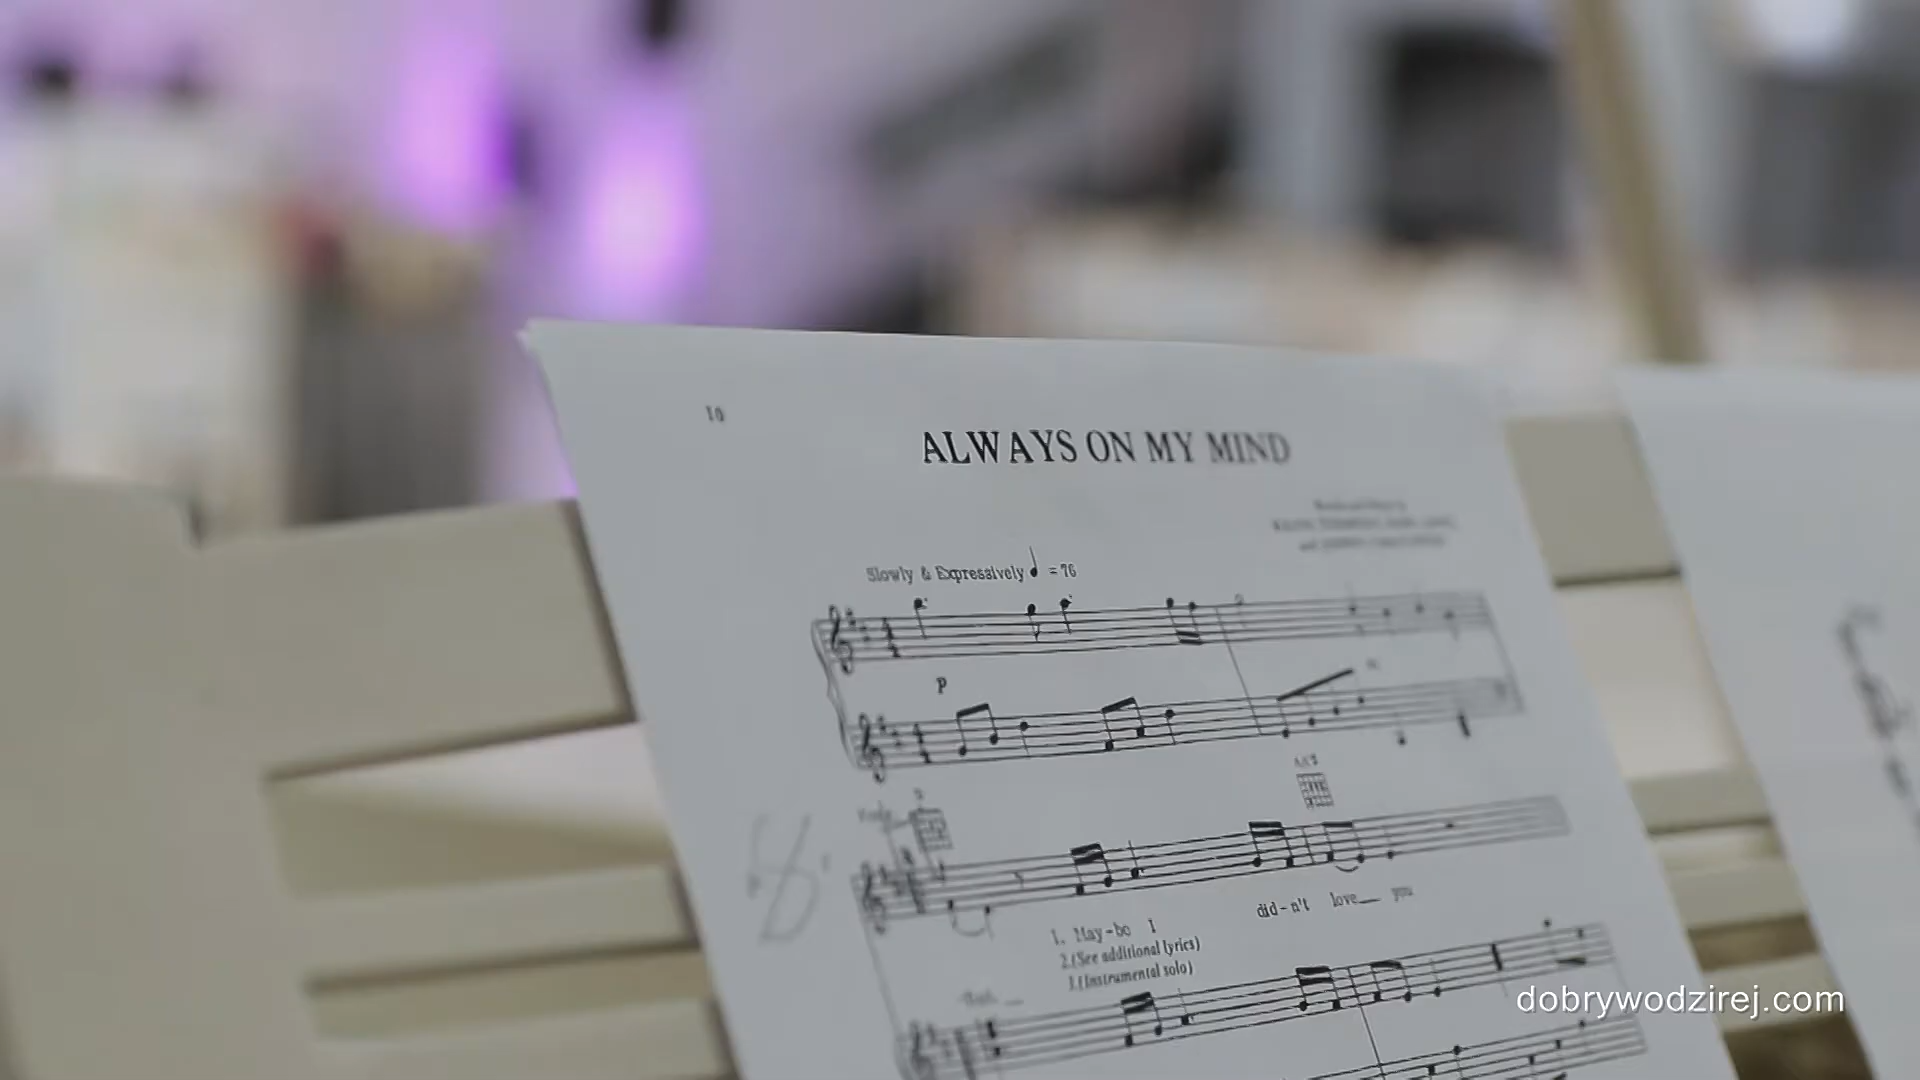 10
ALWAYS ON MY MIND
Slowly & Expressively = 76
p
1. May-be I did-n't love__ you
2.(See additional lyrics)
3.(Instrumental solo)
dobrywodzirej.com